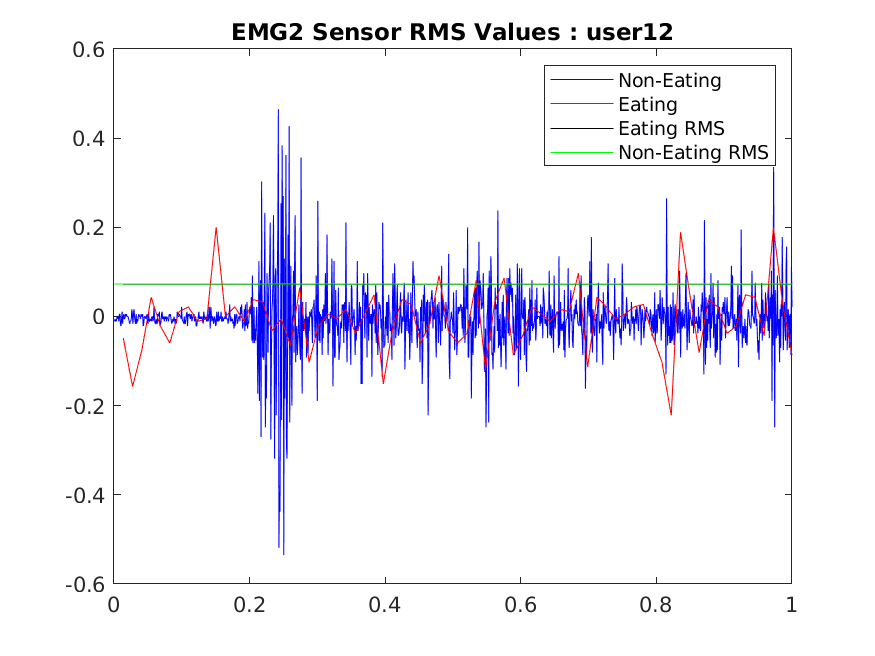 EMG2 Sensor RMS Values : user12
0.6
0.4
0.2
0
-0.2
-0.4
-0.6
0
0.2
0.4
0.6
0.8
1
Non-Eating
Eating
Eating RMS
Non-Eating RMS